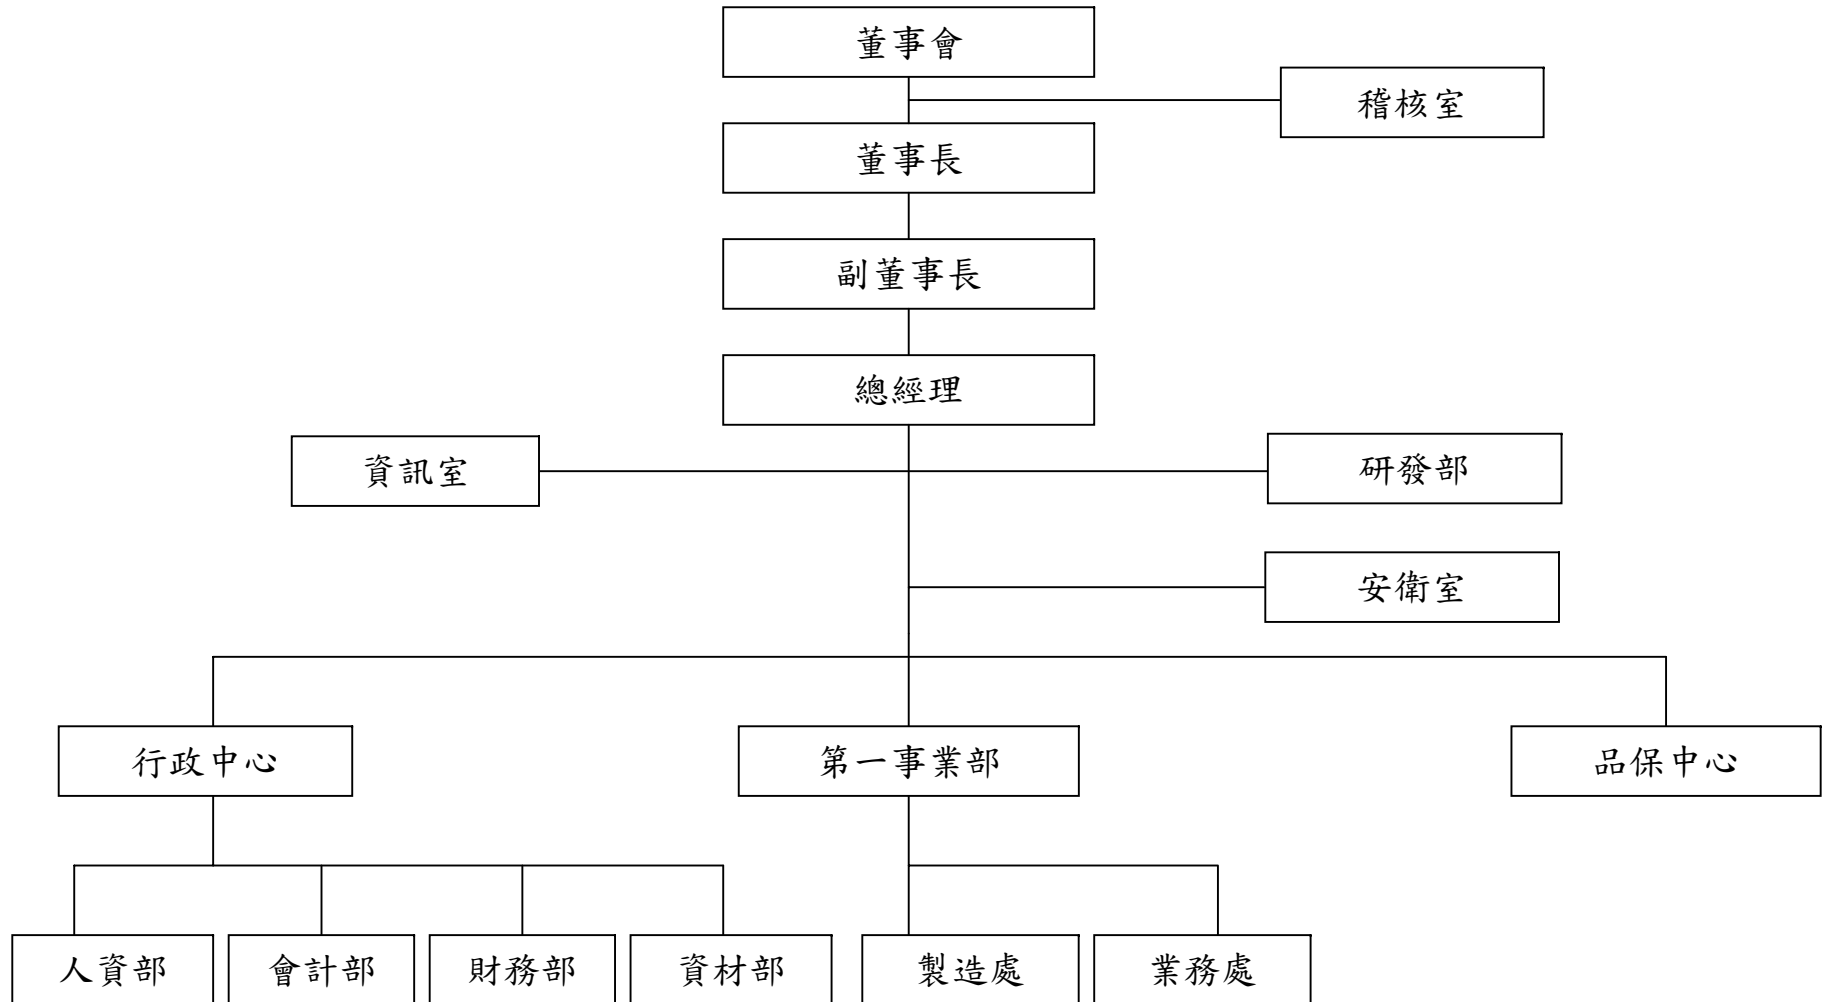 董事會
稽核室
董事長
副董事長
總經理
資訊室
研發部
安衛室
行政中心
第一事業部
品保中心
人資部
會計部
財務部
資材部
製造處
業務處